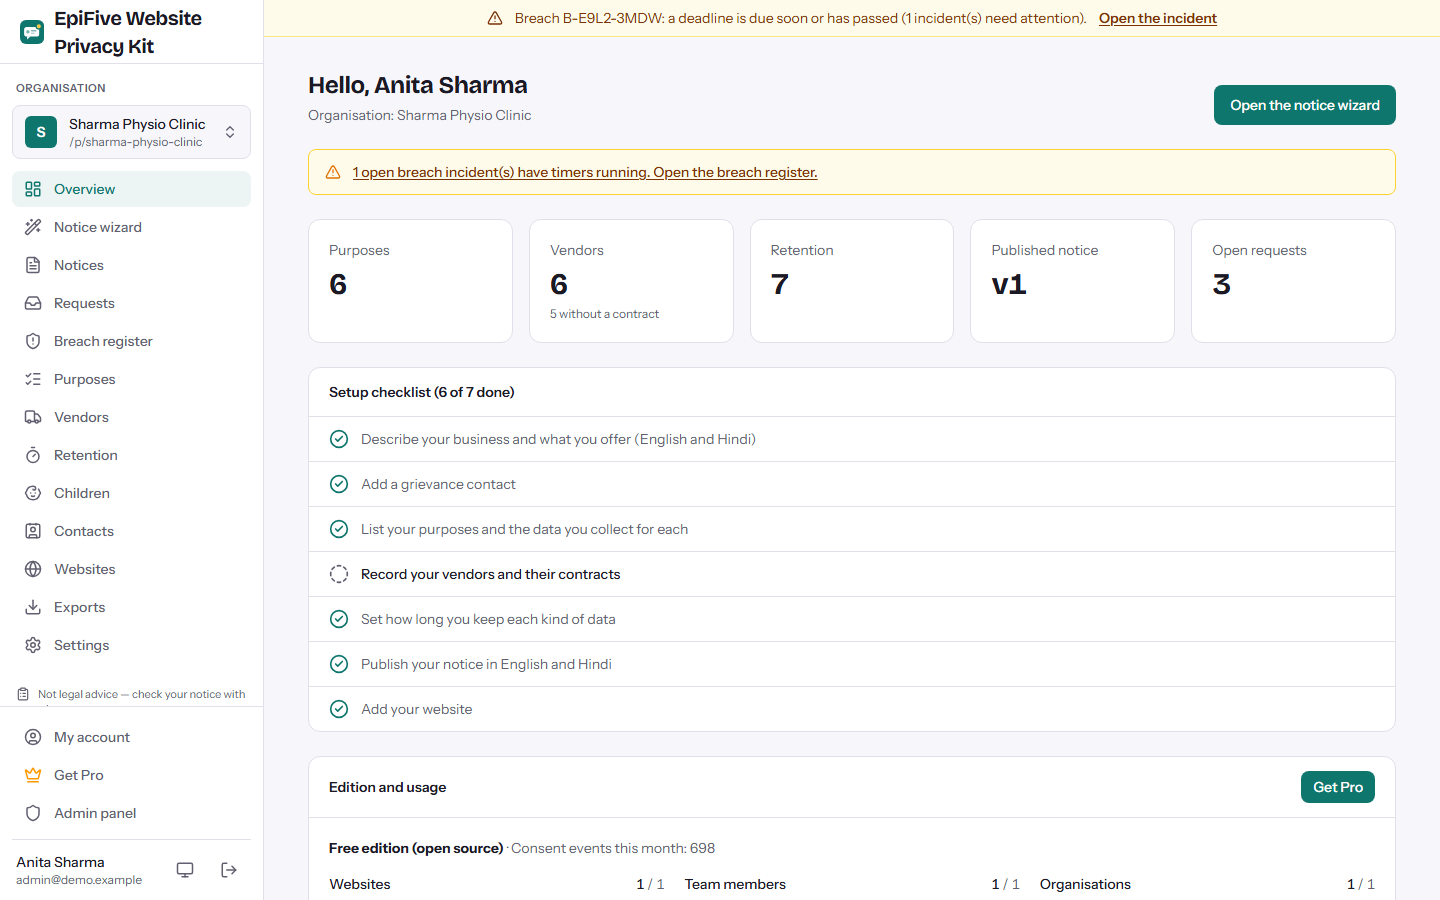 EpiFive Website
Privacy Kit
ORGANISATION
S
Sharma Physio Clinic
/p/sharma-physio-clinic
Overview
Notice wizard
Notices
Requests
Breach register
Purposes
Vendors
Retention
Children
Contacts
Websites
Exports
Settings
Not legal advice — check your notice with
My account
Get Pro
Admin panel
Anita Sharma
admin@demo.example
Breach B-E9L2-3MDW: a deadline is due soon or has passed (1 incident(s) need attention). Open the incident
Hello, Anita Sharma
Organisation: Sharma Physio Clinic
Open the notice wizard
1 open breach incident(s) have timers running. Open the breach register.
Purposes
6
Vendors
6
5 without a contract
Retention
7
Published notice
v1
Open requests
3
Setup checklist (6 of 7 done)
Describe your business and what you offer (English and Hindi)
Add a grievance contact
List your purposes and the data you collect for each
Record your vendors and their contracts
Set how long you keep each kind of data
Publish your notice in English and Hindi
Add your website
Edition and usage
Get Pro
Free edition (open source) · Consent events this month: 698
Websites 1 / 1
Team members 1 / 1
Organisations 1 / 1